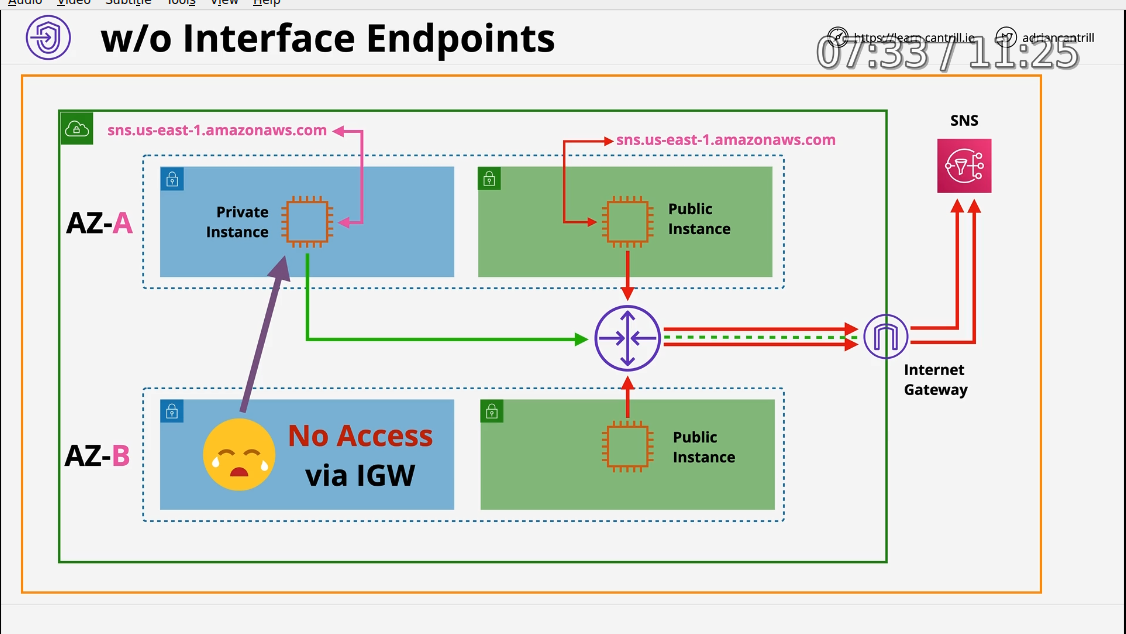 Audio Video Subtitle Tools View Help
w/o Interface Endpoints
https://learn.cantrill.io
adriancantrill
07:33 / 11:25
SNS
sns.us-east-1.amazonaws.com
sns.us-east-1.amazonaws.com
AZ-A
Private
Instance
Public
Instance
Internet
Gateway
AZ-B
No Access
via IGW
Public
Instance